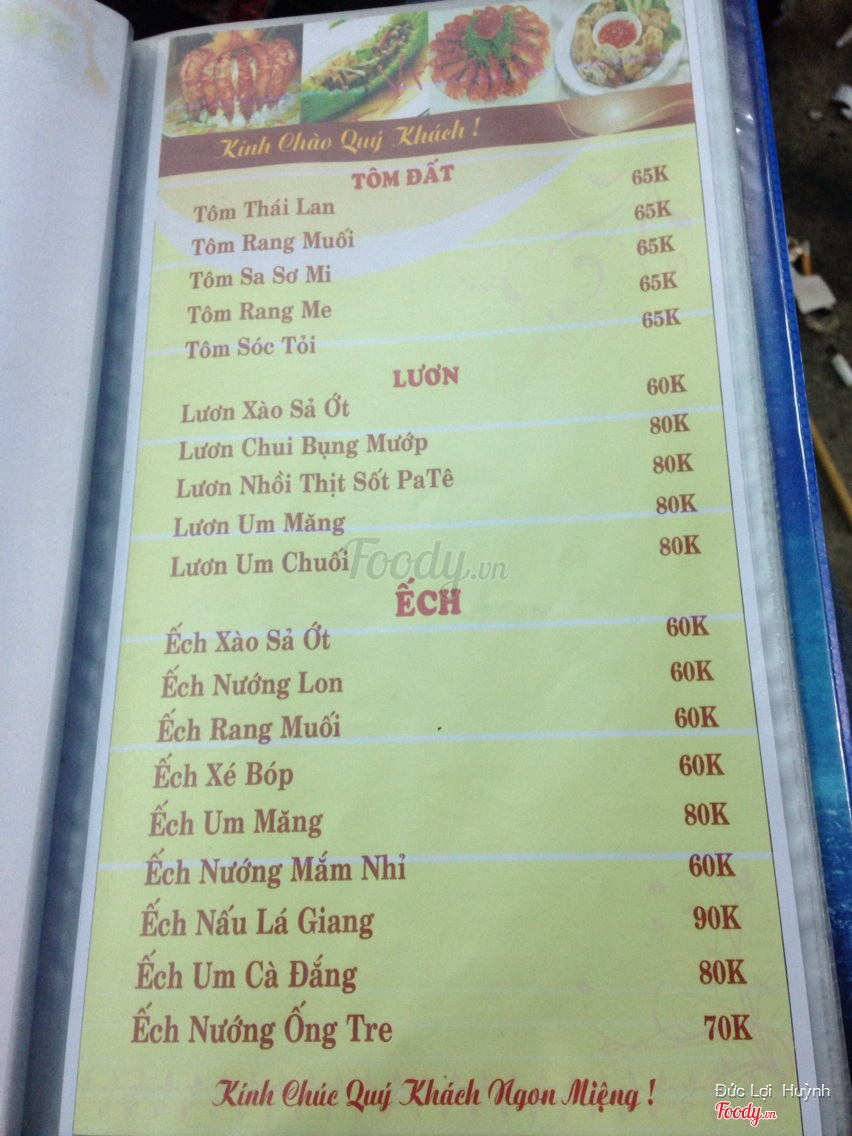 Kính Chào Quý Khách !
TÔM ĐẤT
Tôm Thái Lan 65K
Tôm Rang Muối 65K
Tôm Sa Sơ Mi 65K
Tôm Rang Me 65K
Tôm Sóc Tỏi 65K
LƯƠN
Lươn Xào Sả Ớt 60K
Lươn Chui Bụng Mướp 80K
Lươn Nhồi Thịt Sốt PaTê 80K
Lươn Um Măng 80K
Lươn Um Chuối 80K
Foody.vn
ẾCH
Ếch Xào Sả Ớt 60K
Ếch Nướng Lon 60K
Ếch Rang Muối 60K
Ếch Xé Bóp 60K
Ếch Um Măng 80K
Ếch Nướng Mắm Nhỉ 60K
Ếch Nấu Lá Giang 90K
Ếch Um Cà Đắng 80K
Ếch Nướng Ống Tre 70K
Kính Chúc Quý Khách Ngon Miệng !
Đức Lợi Huỳnh
Foody.vn